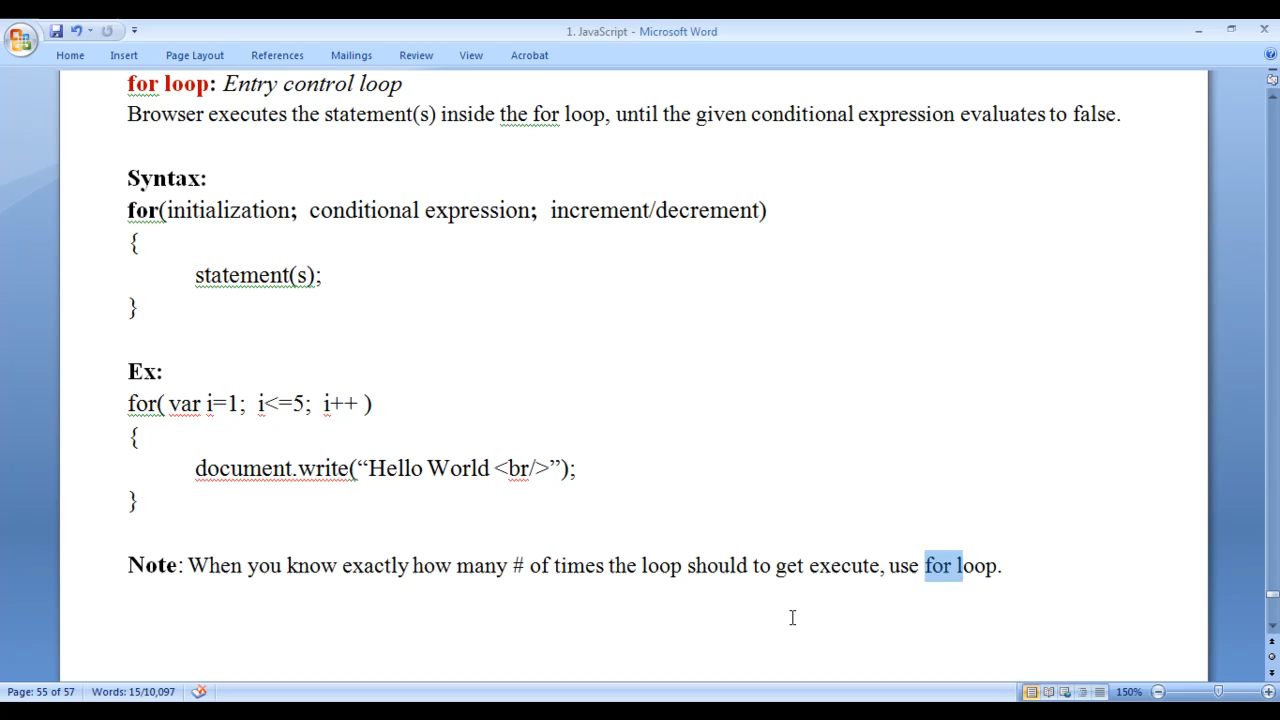 1. JavaScript - Microsoft Word
Home Insert Page Layout References Mailings Review View Acrobat
for loop: Entry control loop
Browser executes the statement(s) inside the for loop, until the given conditional expression evaluates to false.
Syntax:
for(initialization; conditional expression; increment/decrement)
{
statement(s);
}
Ex:
for( var i=1; i<=5; i++ )
{
document.write(“Hello World <br/>”);
}
Note: When you know exactly how many # of times the loop should to get execute, use for loop.
Page: 55 of 57 Words: 15/10,097 150%